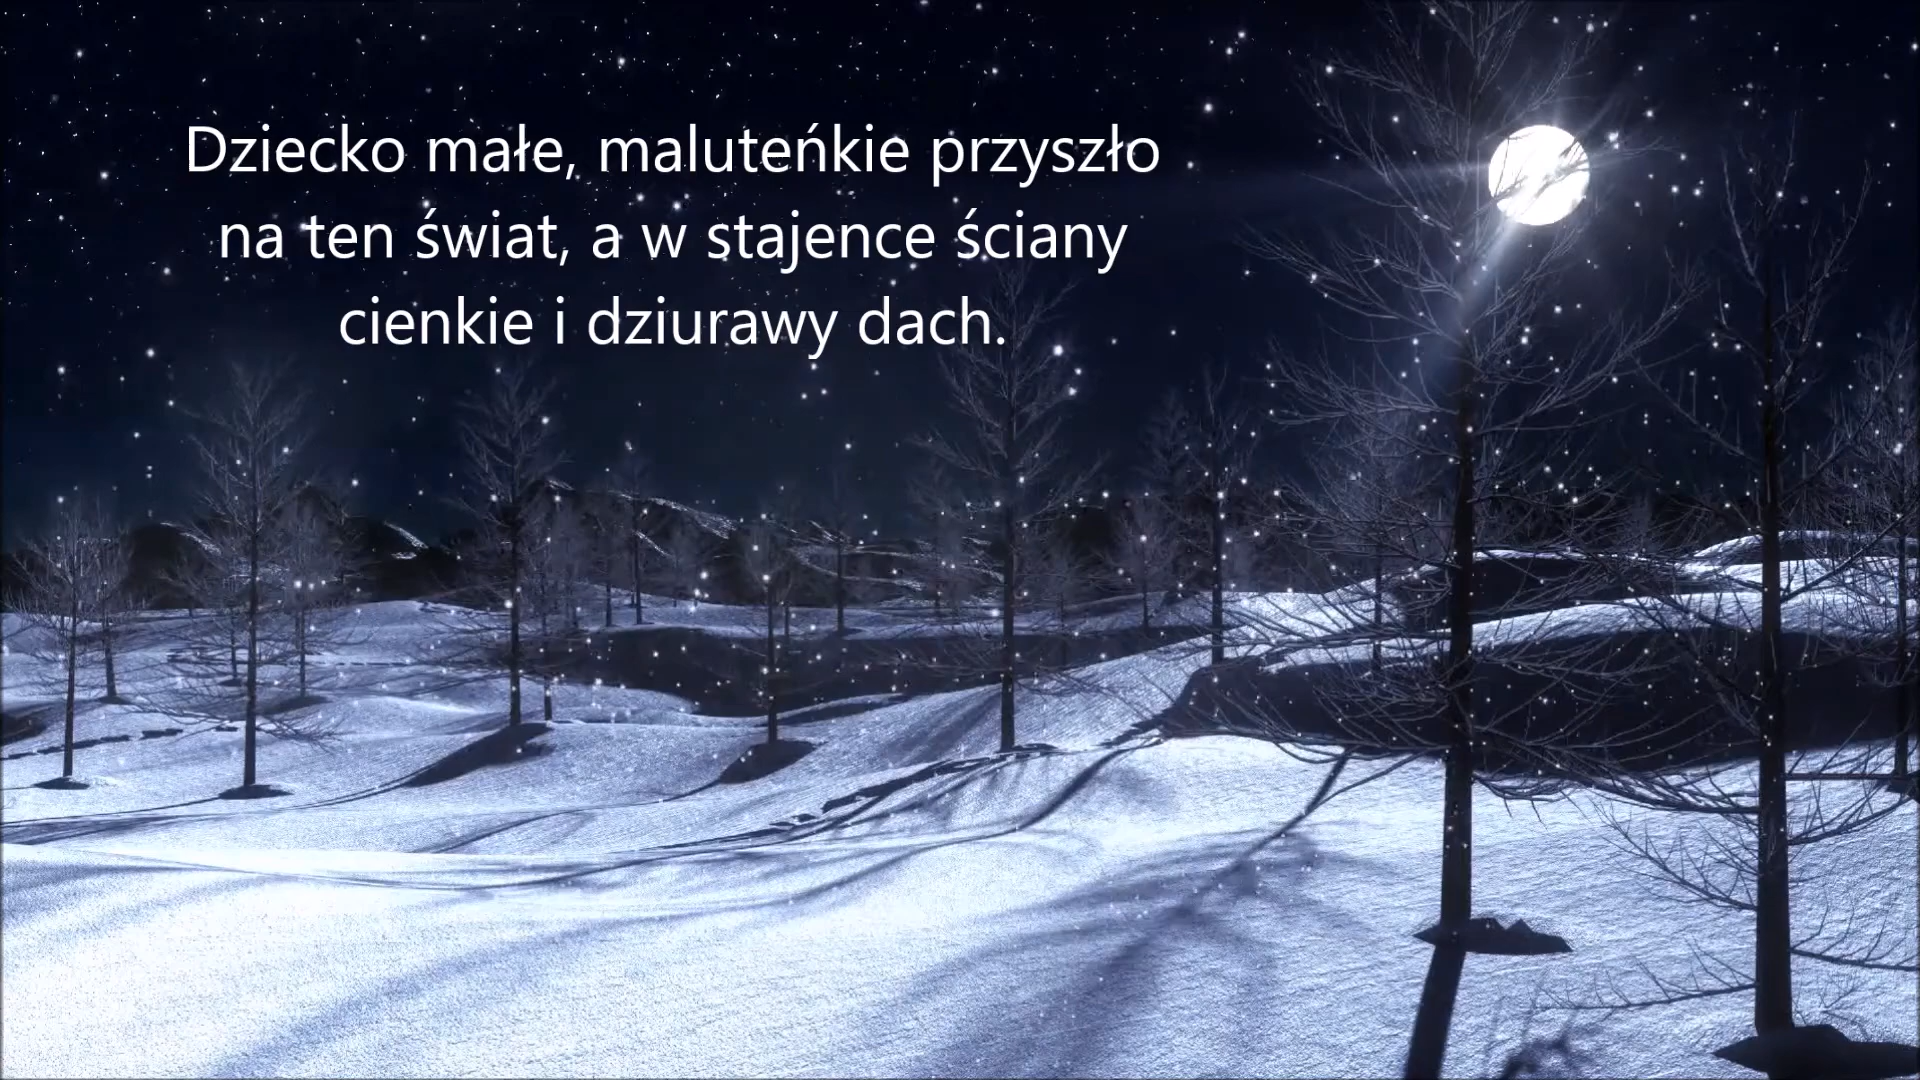 Dziecko małe, maluteńkie przyszło
na ten świat, a w stajence ściany
cienkie i dziurawy dach.